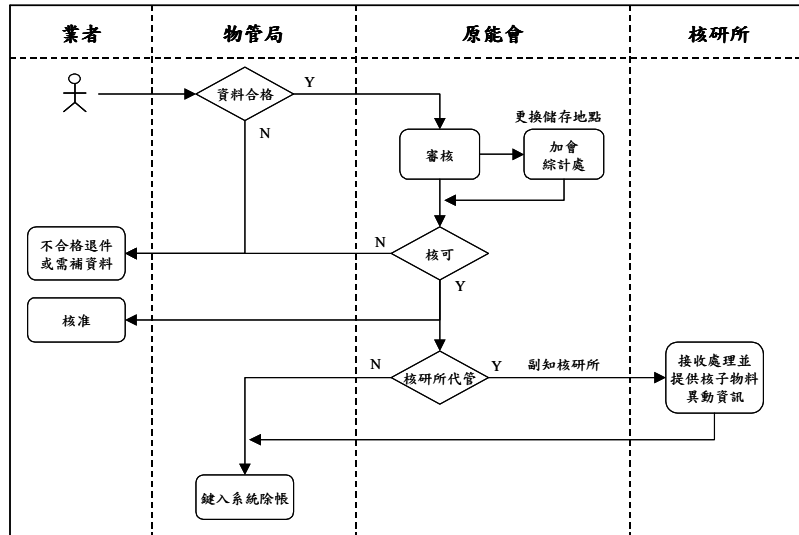 業者
物管局
原能會
核研所
資料合格
Y
N
更換儲存地點
審核
加會
綜計處
不合格退件
或需補資料
N
核可
Y
核准
N
核研所代管
Y
副知核研所
接收處理並
提供核子物料
異動資訊
鍵入系統除帳